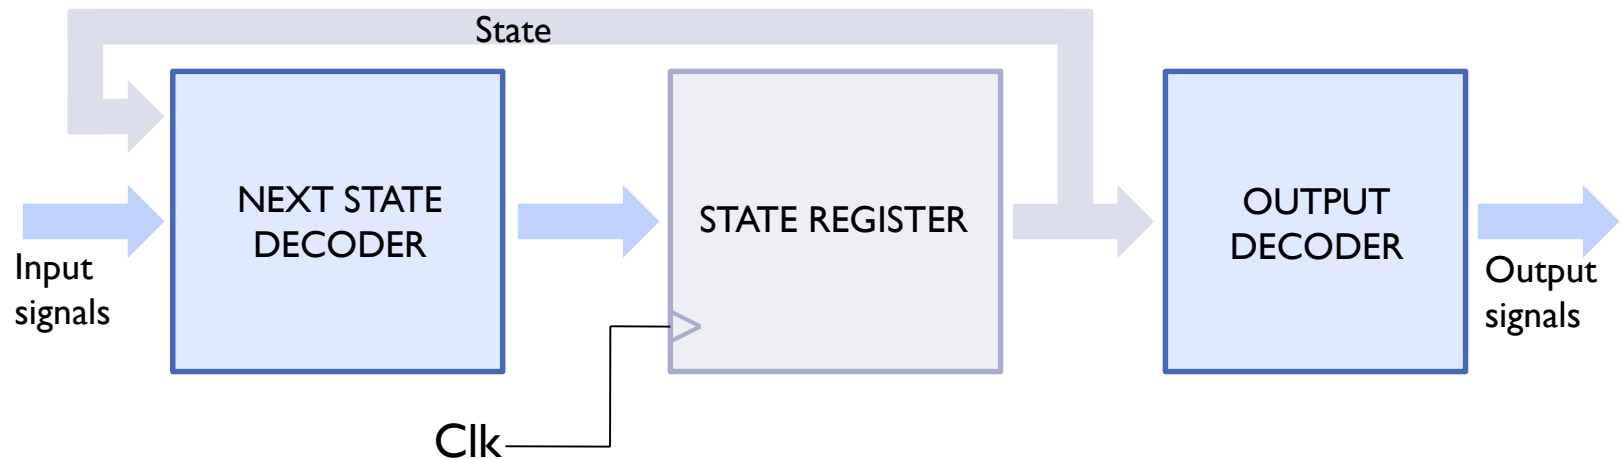 State
NEXT STATE
DECODER
STATE REGISTER
OUTPUT
DECODER
Input
signals
Output
signals
Clk